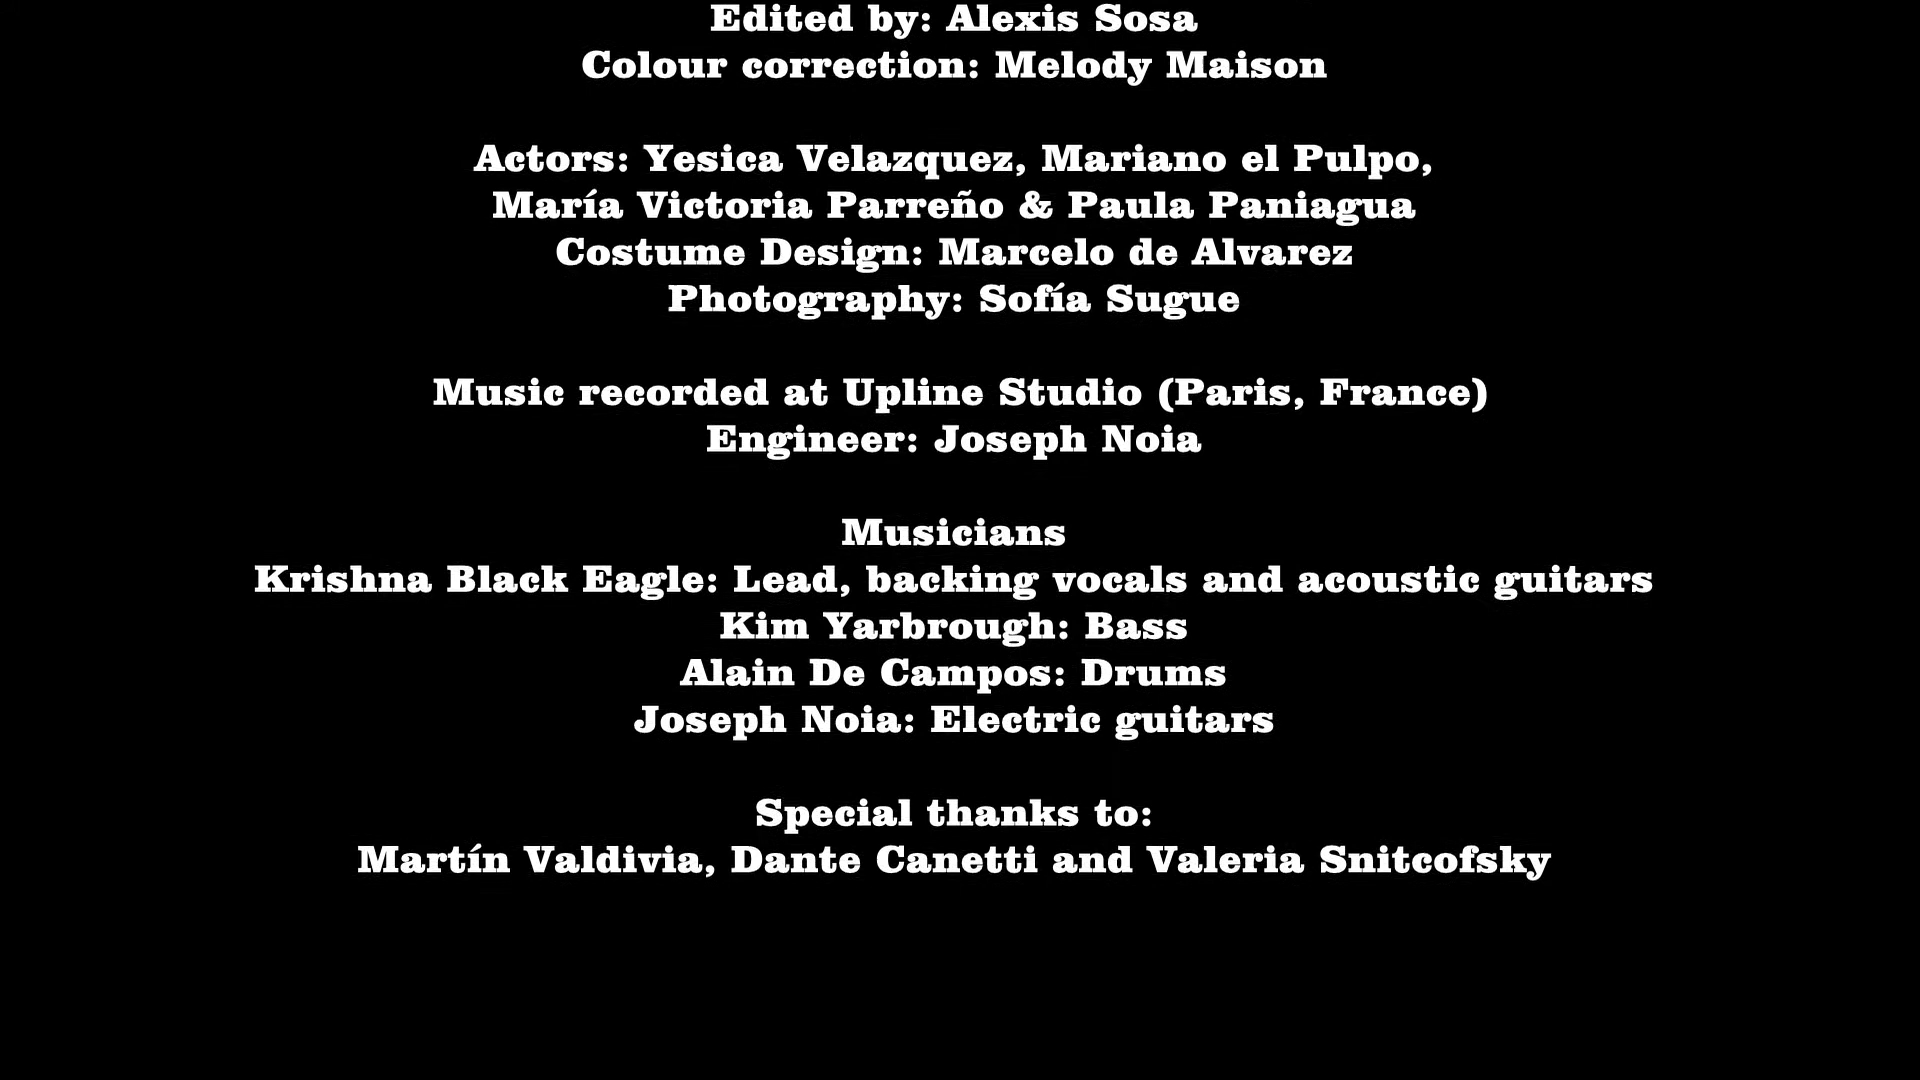 Edited by: Alexis Sosa
Colour correction: Melody Maison
Actors: Yesica Velazquez, Mariano el Pulpo,
María Victoria Parreño & Paula Paniagua
Costume Design: Marcelo de Alvarez
Photography: Sofía Sugue
Music recorded at Upline Studio (Paris, France)
Engineer: Joseph Noia
Musicians
Krishna Black Eagle: Lead, backing vocals and acoustic guitars
Kim Yarbrough: Bass
Alain De Campos: Drums
Joseph Noia: Electric guitars
Special thanks to:
Martín Valdivia, Dante Canetti and Valeria Snitcofsky